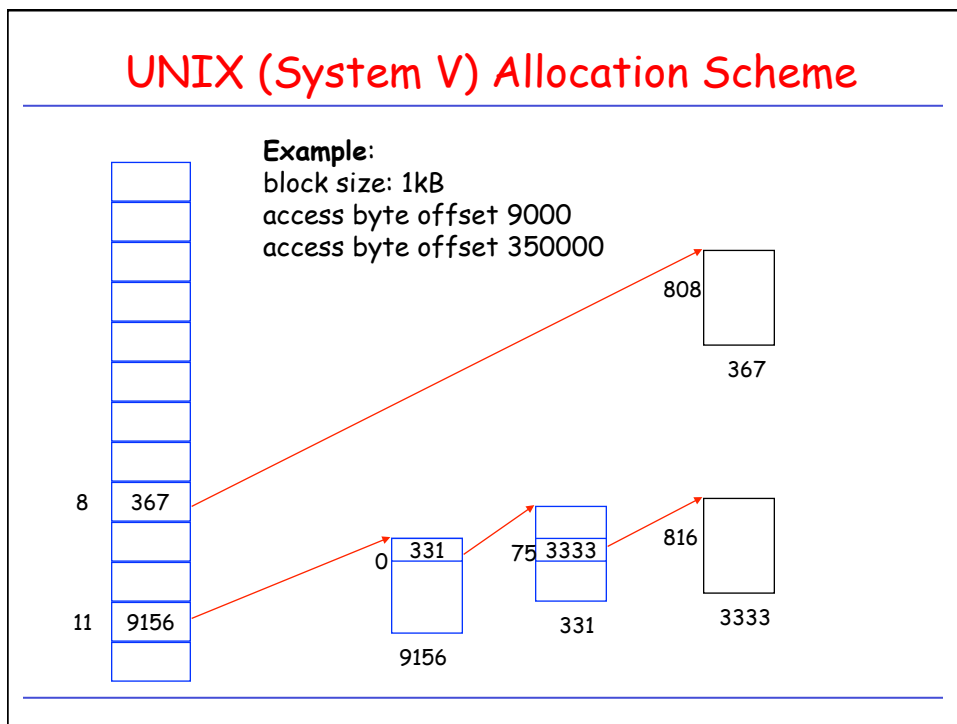 UNIX (System V) Allocation Scheme
Example:
block size: 1kB
access byte offset 9000
access byte offset 350000
808
367
8 367
331
0
75 3333
816
11 9156
9156
331
3333